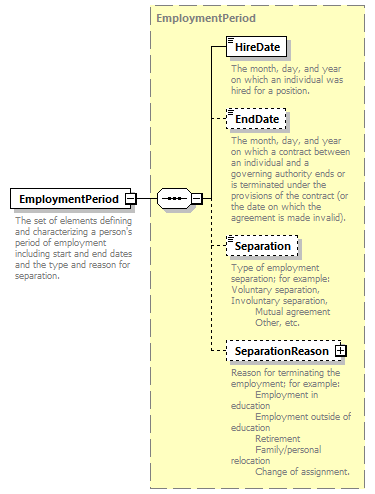 EmploymentPeriod
HireDate
The month, day, and year
on which an individual was
hired for a position.
EndDate
The month, day, and year
on which a contract between
an individual and a
governing authority ends or
is terminated under the
provisions of the contract (or
the date on which the
agreement is made invalid).
EmploymentPeriod
The set of elements defining
and characterizing a person's
period of employment
including start and end dates
and the type and reason for
separation.
Separation
Type of employment
separation; for example:
Voluntary separation,
Involuntary separation,
Mutual agreement
Other, etc.
SeparationReason
Reason for terminating the
employment; for example:
Employment in
education
Employment outside of
education
Retirement
Family/personal
relocation
Change of assignment.